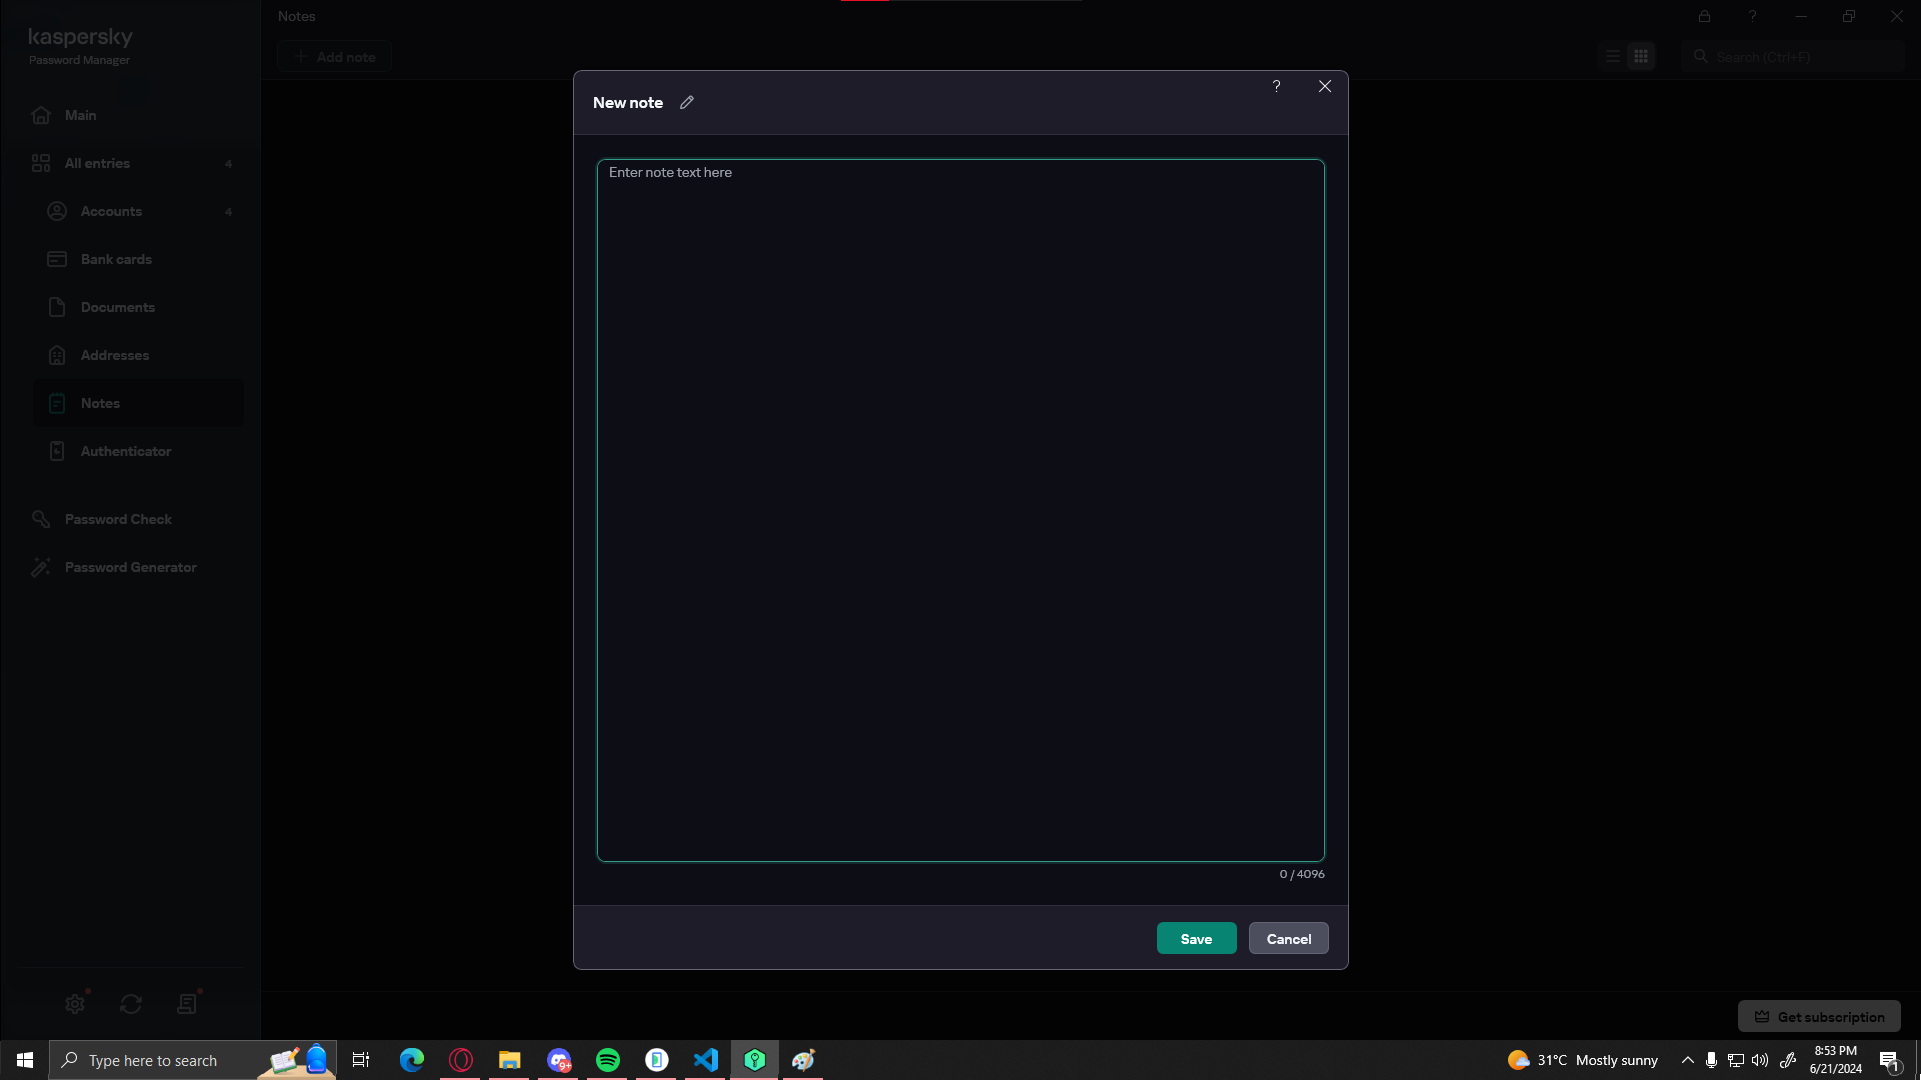 Notes
kaspersky
Password Manager
Add note
Search (Ctrl+F)
Main
All entries 4
Accounts 4
Bank cards
Documents
Addresses
Notes
Authenticator
Password Check
Password Generator
New note
?
?
Enter note text here
0 / 4096
Save
Cancel
Get subscription
Type here to search
9+
31°C Mostly sunny
8:53 PM
6/21/2024
1